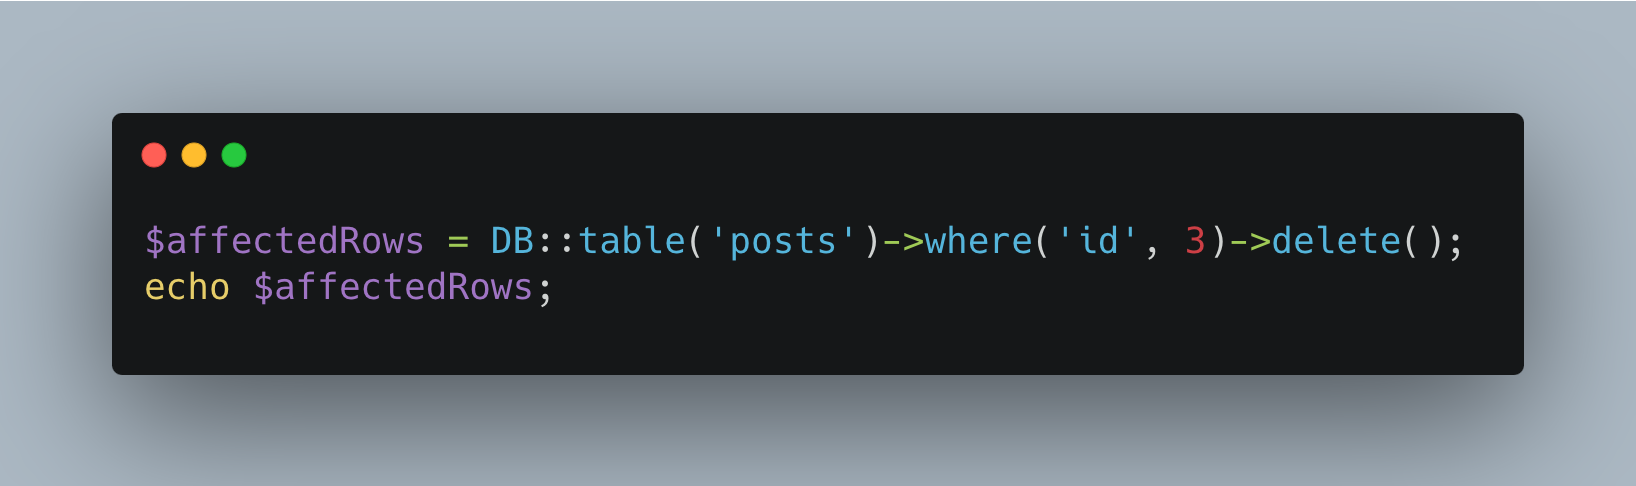 $affectedRows = DB::table('posts')->where('id', 3)->delete();
echo $affectedRows;